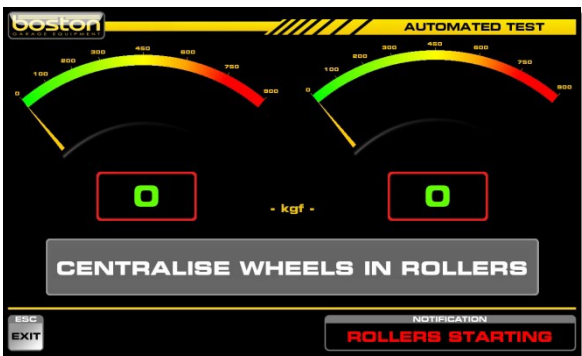 boston
GARAGE EQUIPMENT
AUTOMATED TEST
0
100
200
300
450
600
750
900
0
100
200
300
450
600
750
900
0
- kgf -
0
CENTRALISE WHEELS IN ROLLERS
ESC
EXIT
NOTIFICATION
ROLLERS STARTING